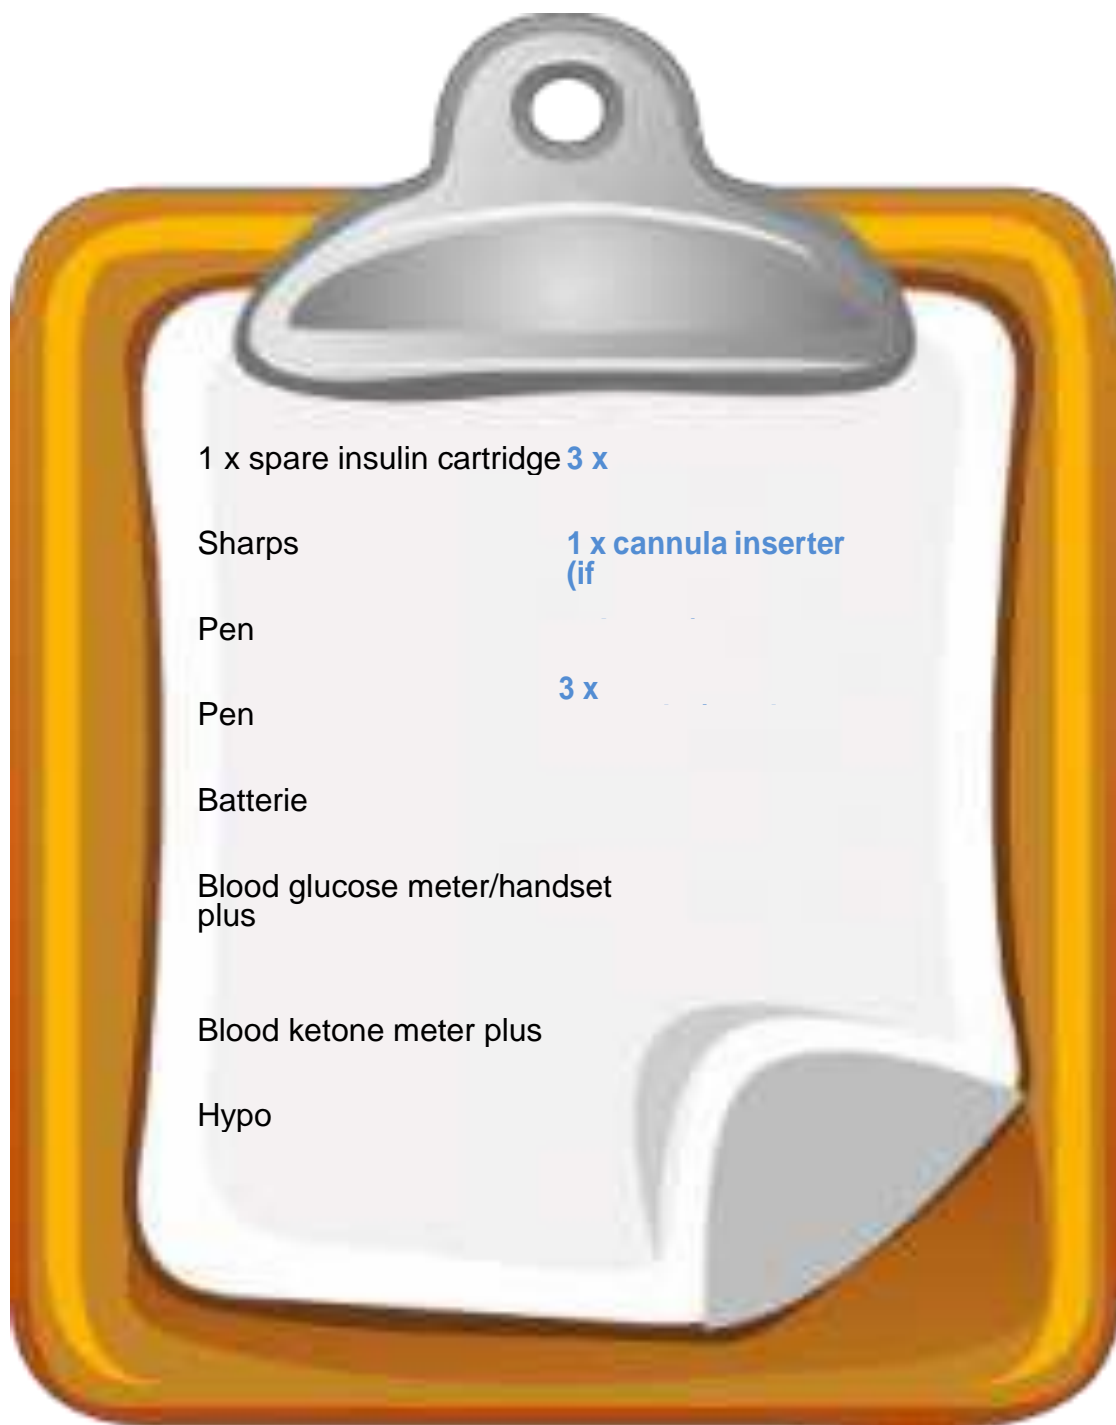 1 x spare insulin cartridge 3 x
Sharps 1 x cannula inserter
(if
Pen
3 x
Pen
Batterie
Blood glucose meter/handset
plus
Blood ketone meter plus
Hypo